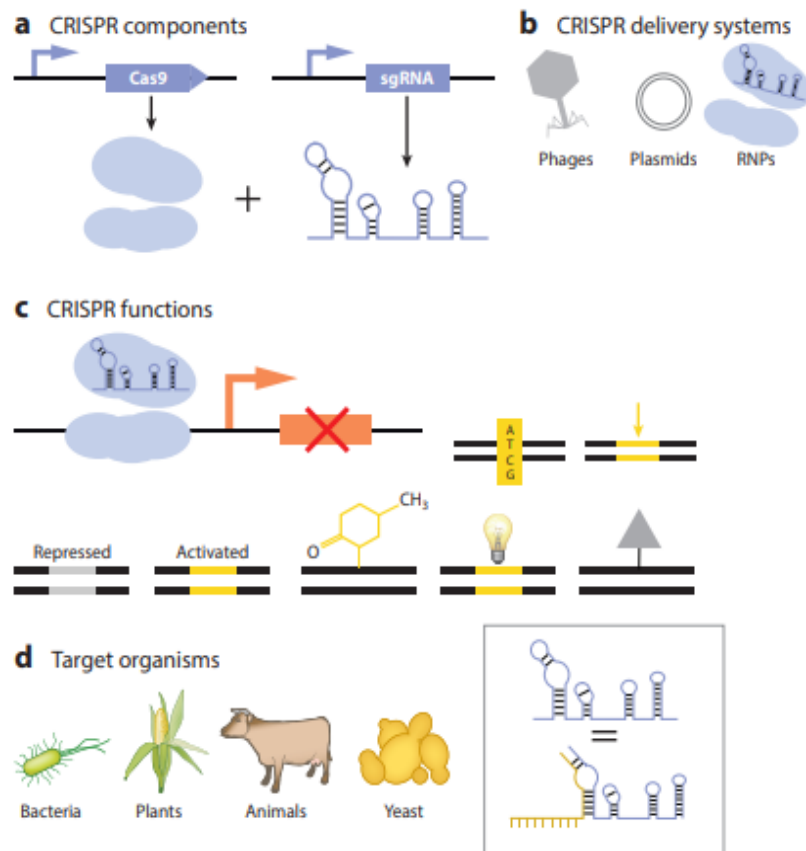 a CRISPR components
b CRISPR delivery systems
Cas9
sgRNA
+
Phages
Plasmids
RNPs
c CRISPR functions
A
T
C
G
CH3
O
Repressed
Activated
d Target organisms
=
Bacteria
Plants
Animals
Yeast